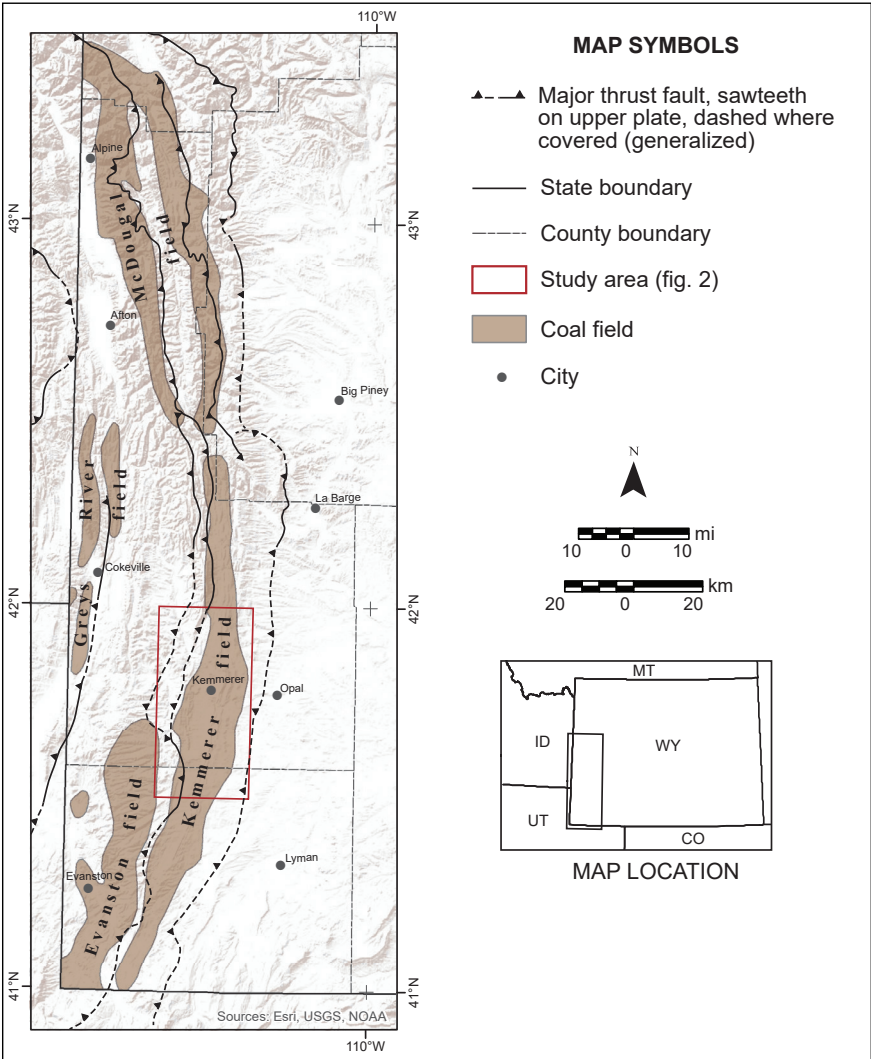 110°W
MAP SYMBOLS
Major thrust fault, sawteeth
on upper plate, dashed where
covered (generalized)
State boundary
County boundary
Study area (fig. 2)
Coal field
City
Alpine
43°N
43°N
McDougal
field
Afton
Big Piney
River
field
La Barge
N
10 0 10 mi
20 0 20 km
Cokeville
Greys
42°N
42°N
field
Kemmerer
Opal
Kemmerer
MT
ID
WY
UT
CO
MAP LOCATION
Evanston field
Lyman
Evanston
41°N
41°N
Sources: Esri, USGS, NOAA
110°W